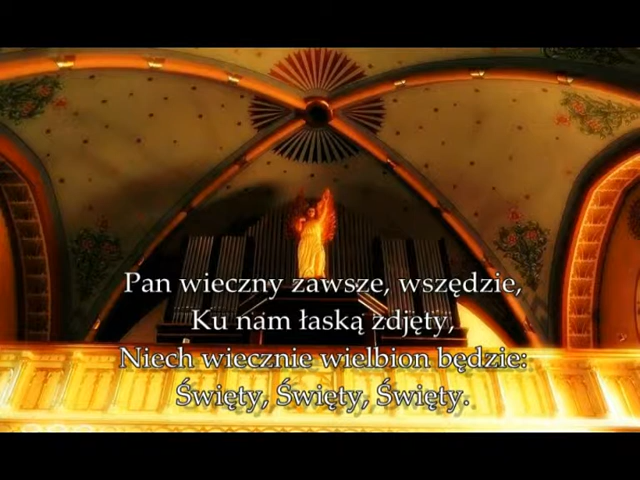 Pan wieczny zawsze, wszędzie,
Ku nam łaską zdjęty,
Niech wiecznie wielbion będzie:
Święty, Święty, Święty.